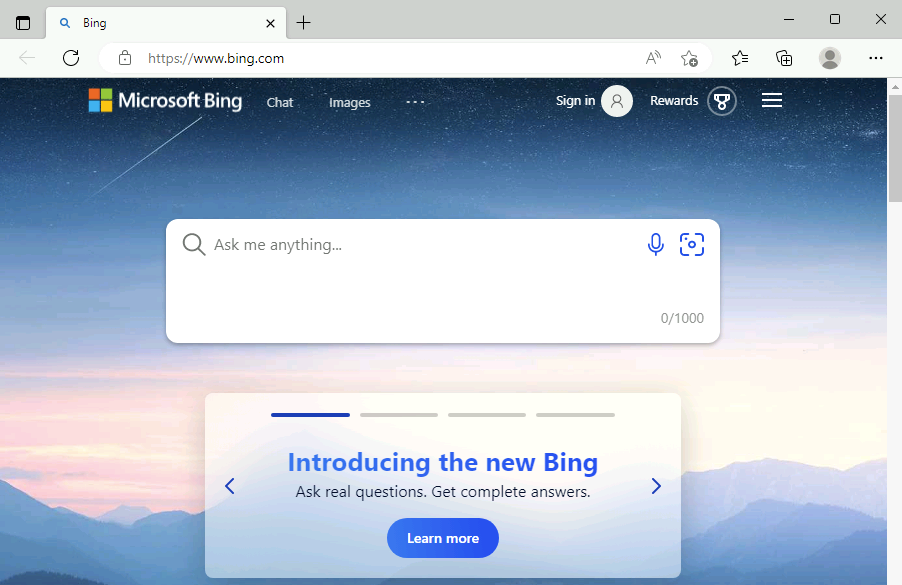 Bing
https://www.bing.com
Microsoft Bing Chat Images Sign in Rewards
Ask me anything...
0/1000
Introducing the new Bing
Ask real questions. Get complete answers.
Learn more